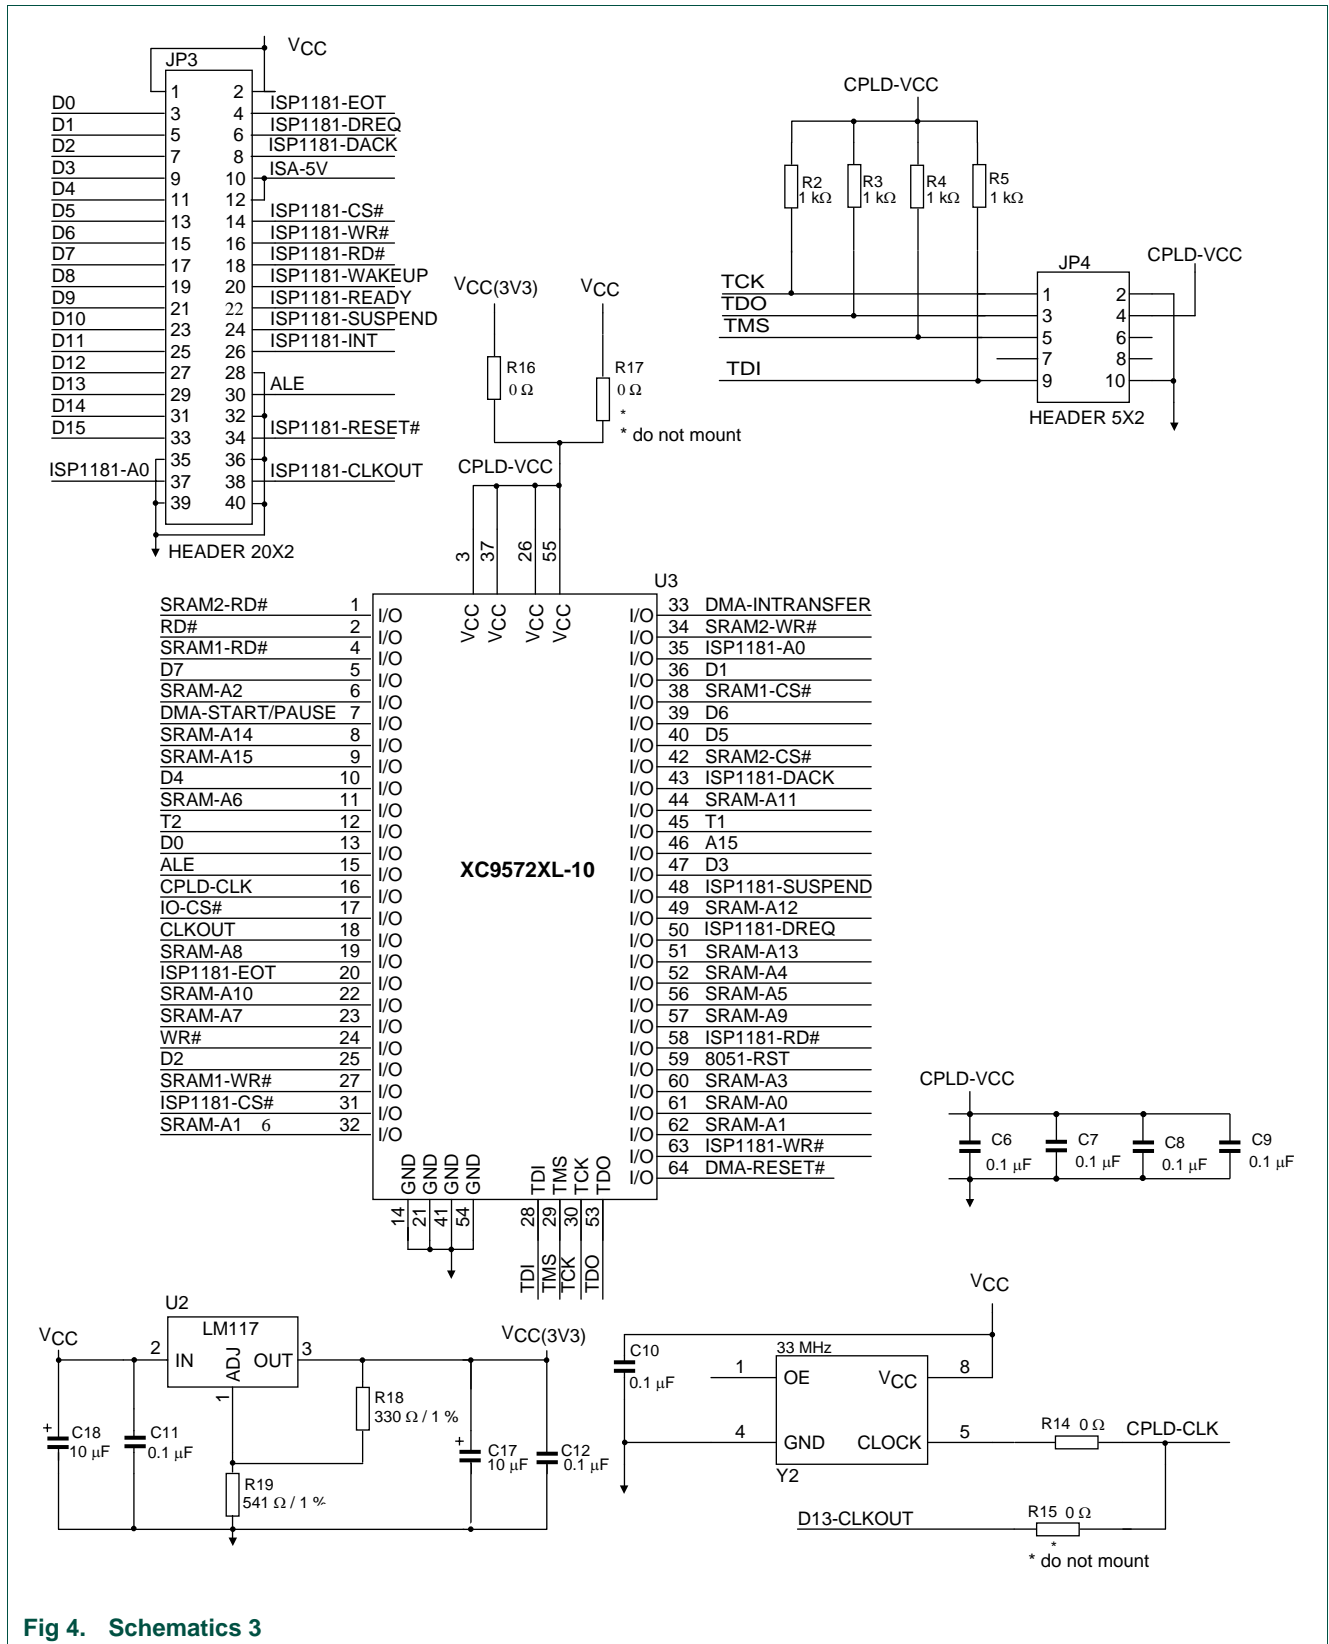 VCC
JP3
1 2
D0 3 4 ISP1181-EOT
D1 5 6 ISP1181-DREQ
D2 7 8 ISP1181-DACK
D3 9 10 ISA-5V
D4 11 12
D5 13 14 ISP1181-CS#
D6 15 16 ISP1181-WR#
D7 17 18 ISP1181-RD#
D8 19 20 ISP1181-WAKEUP
D9 21 22 ISP1181-READY
D10 23 24 ISP1181-SUSPEND
D11 25 26 ISP1181-INT
D12 27 28
D13 29 30 ALE
D14 31 32
D15 33 34 ISP1181-RESET#
35 36
ISP1181-A0 37 38 ISP1181-CLKOUT
39 40
HEADER 20X2
CPLD-VCC
R2 R3 R4 R5
1 kΩ 1 kΩ 1 kΩ 1 kΩ
CPLD-VCC
JP4
TCK 1 2
TDO 3 4
TMS 5 6
7 8
TDI 9 10
HEADER 5X2
VCC(3V3) VCC
R16 R17
0 Ω 0 Ω
*
* do not mount
CPLD-VCC
3 37 26 55
U3
VCC VCC VCC VCC
SRAM2-RD# 1 I/O I/O 33 DMA-INTRANSFER
RD# 2 I/O I/O 34 SRAM2-WR#
SRAM1-RD# 4 I/O I/O 35 ISP1181-A0
D7 5 I/O I/O 36 D1
SRAM-A2 6 I/O I/O 38 SRAM1-CS#
DMA-START/PAUSE 7 I/O I/O 39 D6
SRAM-A14 8 I/O I/O 40 D5
SRAM-A15 9 I/O I/O 42 SRAM2-CS#
D4 10 I/O I/O 43 ISP1181-DACK
SRAM-A6 11 I/O I/O 44 SRAM-A11
T2 12 I/O I/O 45 T1
D0 13 I/O I/O 46 A15
ALE 15 I/O XC9572XL-10 I/O 47 D3
CPLD-CLK 16 I/O I/O 48 ISP1181-SUSPEND
IO-CS# 17 I/O I/O 49 SRAM-A12
CLKOUT 18 I/O I/O 50 ISP1181-DREQ
SRAM-A8 19 I/O I/O 51 SRAM-A13
ISP1181-EOT 20 I/O I/O 52 SRAM-A4
SRAM-A10 22 I/O I/O 56 SRAM-A5
SRAM-A7 23 I/O I/O 57 SRAM-A9
WR# 24 I/O I/O 58 ISP1181-RD#
D2 25 I/O I/O 59 8051-RST
SRAM1-WR# 27 I/O I/O 60 SRAM-A3
ISP1181-CS# 31 I/O I/O 61 SRAM-A0
SRAM-A1 6 32 I/O I/O 62 SRAM-A1
I/O 63 ISP1181-WR#
I/O 64 DMA-RESET#
GND GND GND GND TDI TMS TCK TDO
14 21 41 54 28 29 30 53
TDI TMS TCK TDO
CPLD-VCC
C6 C7 C8 C9
0.1 μF 0.1 μF 0.1 μF 0.1 μF
U2
LM117
VCC 2 IN ADJ OUT 3 VCC(3V3)
1
R18
330 Ω / 1 %
+ C18 C11 + C17 C12
10 μF 0.1 μF 10 μF 0.1 μF
R19
541 Ω / 1 %
VCC
C10
0.1 μF
33 MHz
1 OE VCC 8
4 GND CLOCK 5
Y2
R14 0 Ω CPLD-CLK
D13-CLKOUT R15 0 Ω
*
* do not mount
Fig 4. Schematics 3